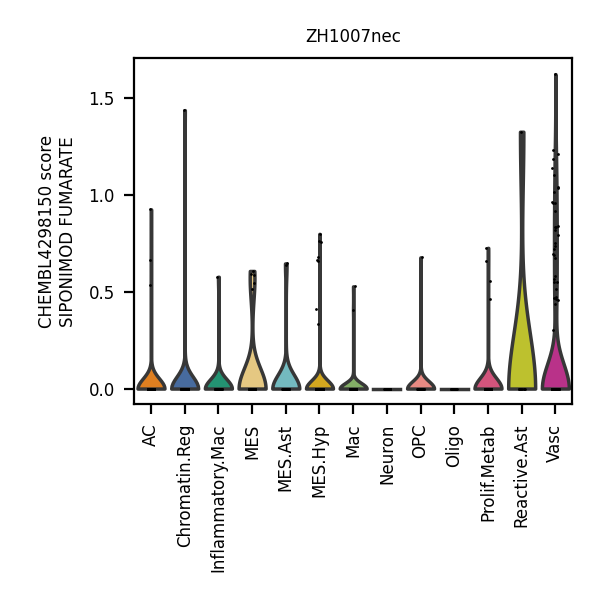 ZH1007nec
CHEMBL4298150 score
SIPONIMOD FUMARATE
1.5
1.0
0.5
0.0
AC
Chromatin.Reg
Inflammatory.Mac
MES
MES.Ast
MES.Hyp
Mac
Neuron
OPC
Oligo
Prolif.Metab
Reactive.Ast
Vasc